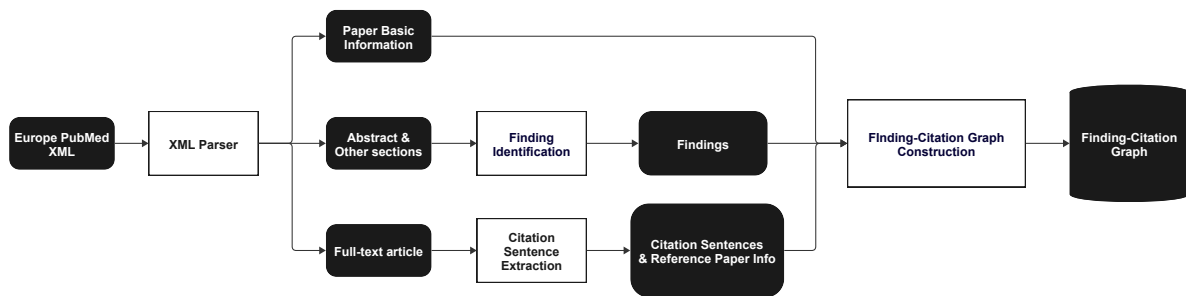 Paper Basic
Information
Europe PubMed
XML
XML Parser
Abstract &
Other sections
Finding
Identification
Findings
FInding-Citation Graph
Construction
Finding-Citation
Graph
Full-text article
Citation
Sentence
Extraction
Citation Sentences
& Reference Paper Info